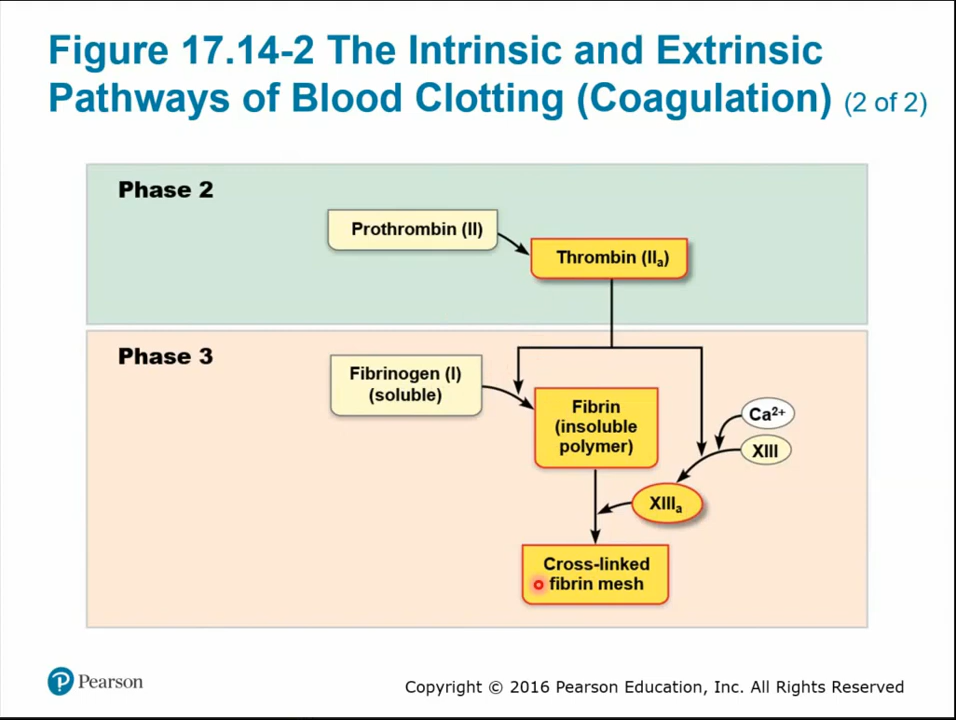 Figure 17.14-2 The Intrinsic and Extrinsic
Pathways of Blood Clotting (Coagulation) (2 of 2)
Phase 2
Prothrombin (II)
Thrombin (IIₐ)
Phase 3
Fibrinogen (I)
(soluble)
Fibrin
(insoluble
polymer)
Ca²⁺
XIII
XIIIₐ
Cross-linked
fibrin mesh
P Pearson
Copyright © 2016 Pearson Education, Inc. All Rights Reserved